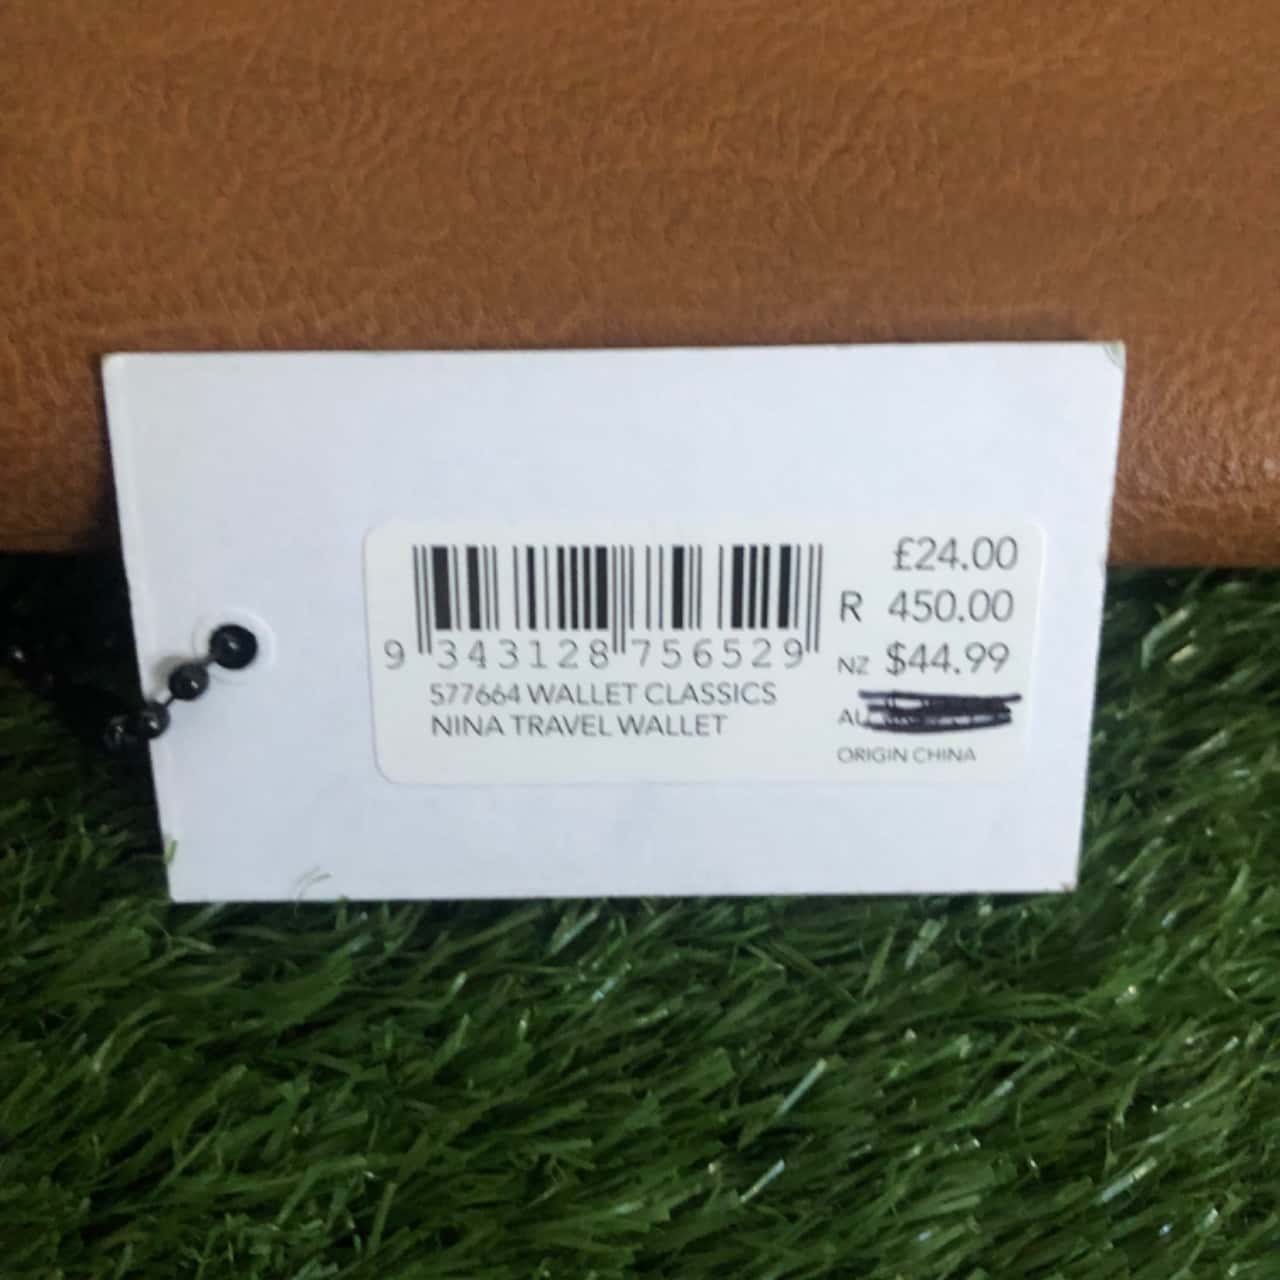 £24.00
R 450.00
9 343128 756529
NZ $44.99
577664 WALLET CLASSICS
NINA TRAVEL WALLET
AU
ORIGIN CHINA